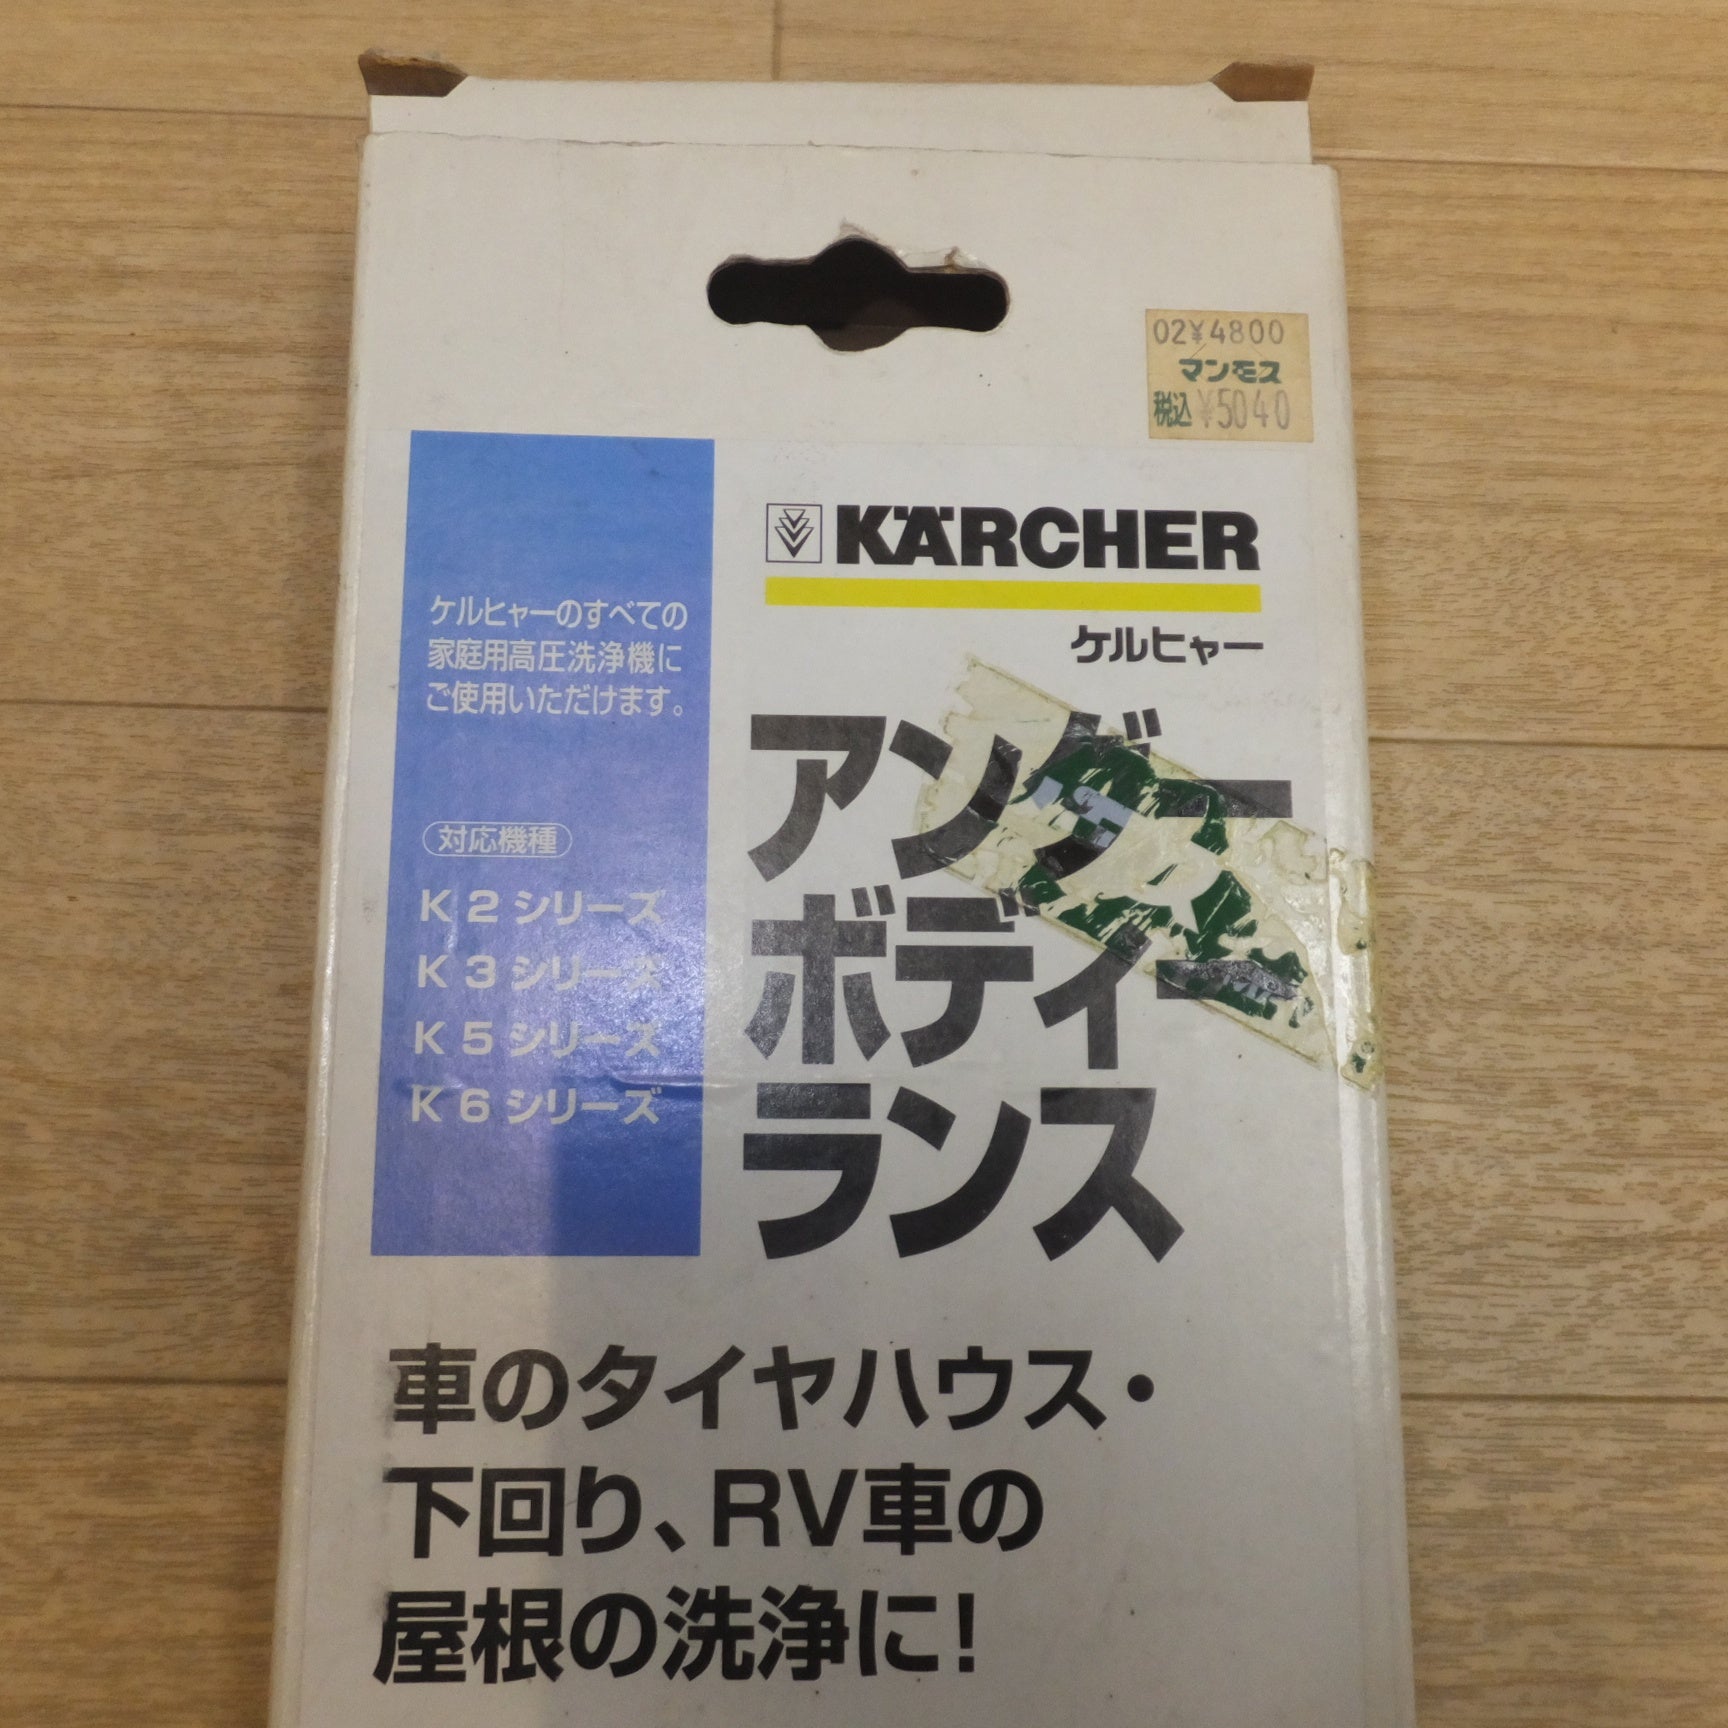 02¥4800
マンモス
税込¥5040
KÄRCHER
ケルヒャー
ケルヒャーのすべての
家庭用高圧洗浄機に
ご使用いただけます。
対応機種
K2シリーズ
K3シリーズ
K5シリーズ
K6シリーズ
アンダー
ボディー
ランス
車のタイヤハウス・
下回り、RV車の
屋根の洗浄に!